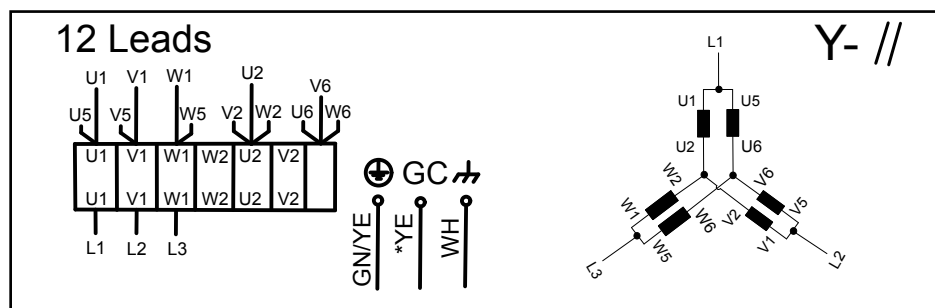 12 Leads
Y- //
U1 V1 W1 U2 V6
U5 V5 W5 V2 W2 U6 W6
U1 V1 W1 W2 U2 V2
U1 V1 W1 W2 U2 V2
L1 L2 L3
GC
GN/YE *YE WH
L1
U1 U5
U2 U6
W2 V6
W1 W6 V2 V5
W5 V1
L3 L2